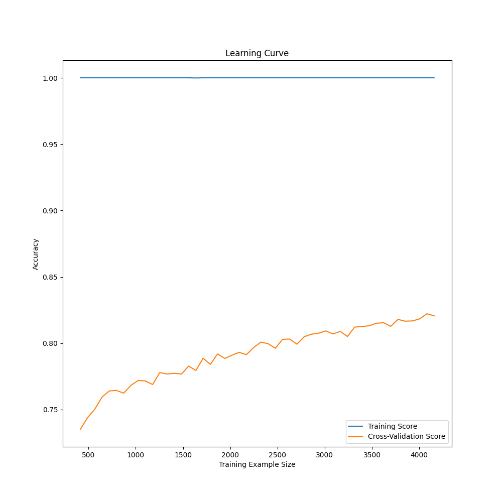 Learning Curve
1.00
0.95
0.90
0.85
0.80
0.75
Accuracy
500
1000
1500
2000
2500
3000
3500
4000
Training Example Size
Training Score
Cross-Validation Score